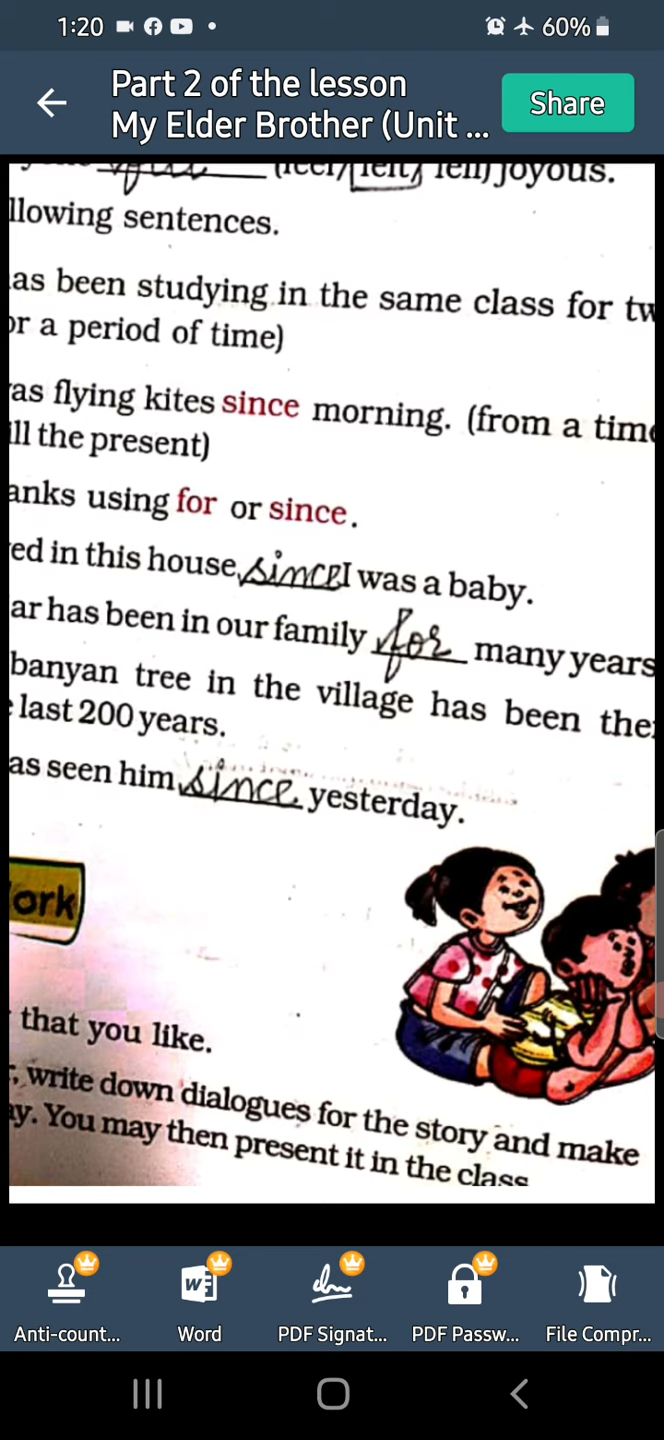 1:20
60%
Part 2 of the lesson
My Elder Brother (Unit ...
Share
joyous.
llowing sentences.
as been studying in the same class for tw
or a period of time)
as flying kites since morning. (from a time
ill the present)
anks using for or since.
ed in this house since I was a baby.
ar has been in our family for many years
banyan tree in the village has been the
last 200 years.
as seen him since yesterday.
ork
that you like.
, write down dialogues for the story and make
ay. You may then present it in the class
Anti-count...
Word
PDF Signat...
PDF Passw...
File Compr...